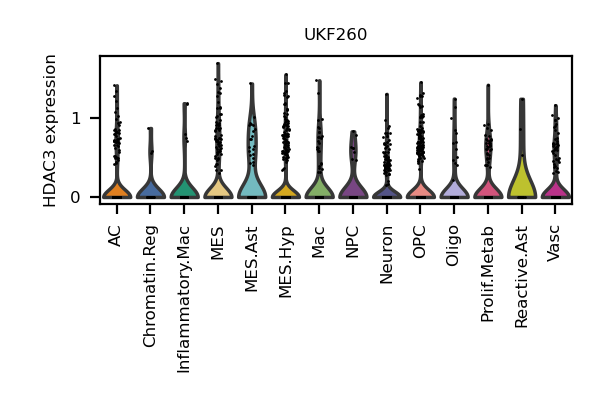 UKF260
HDAC3 expression
1
0
AC
Chromatin.Reg
Inflammatory.Mac
MES
MES.Ast
MES.Hyp
Mac
NPC
Neuron
OPC
Oligo
Prolif.Metab
Reactive.Ast
Vasc